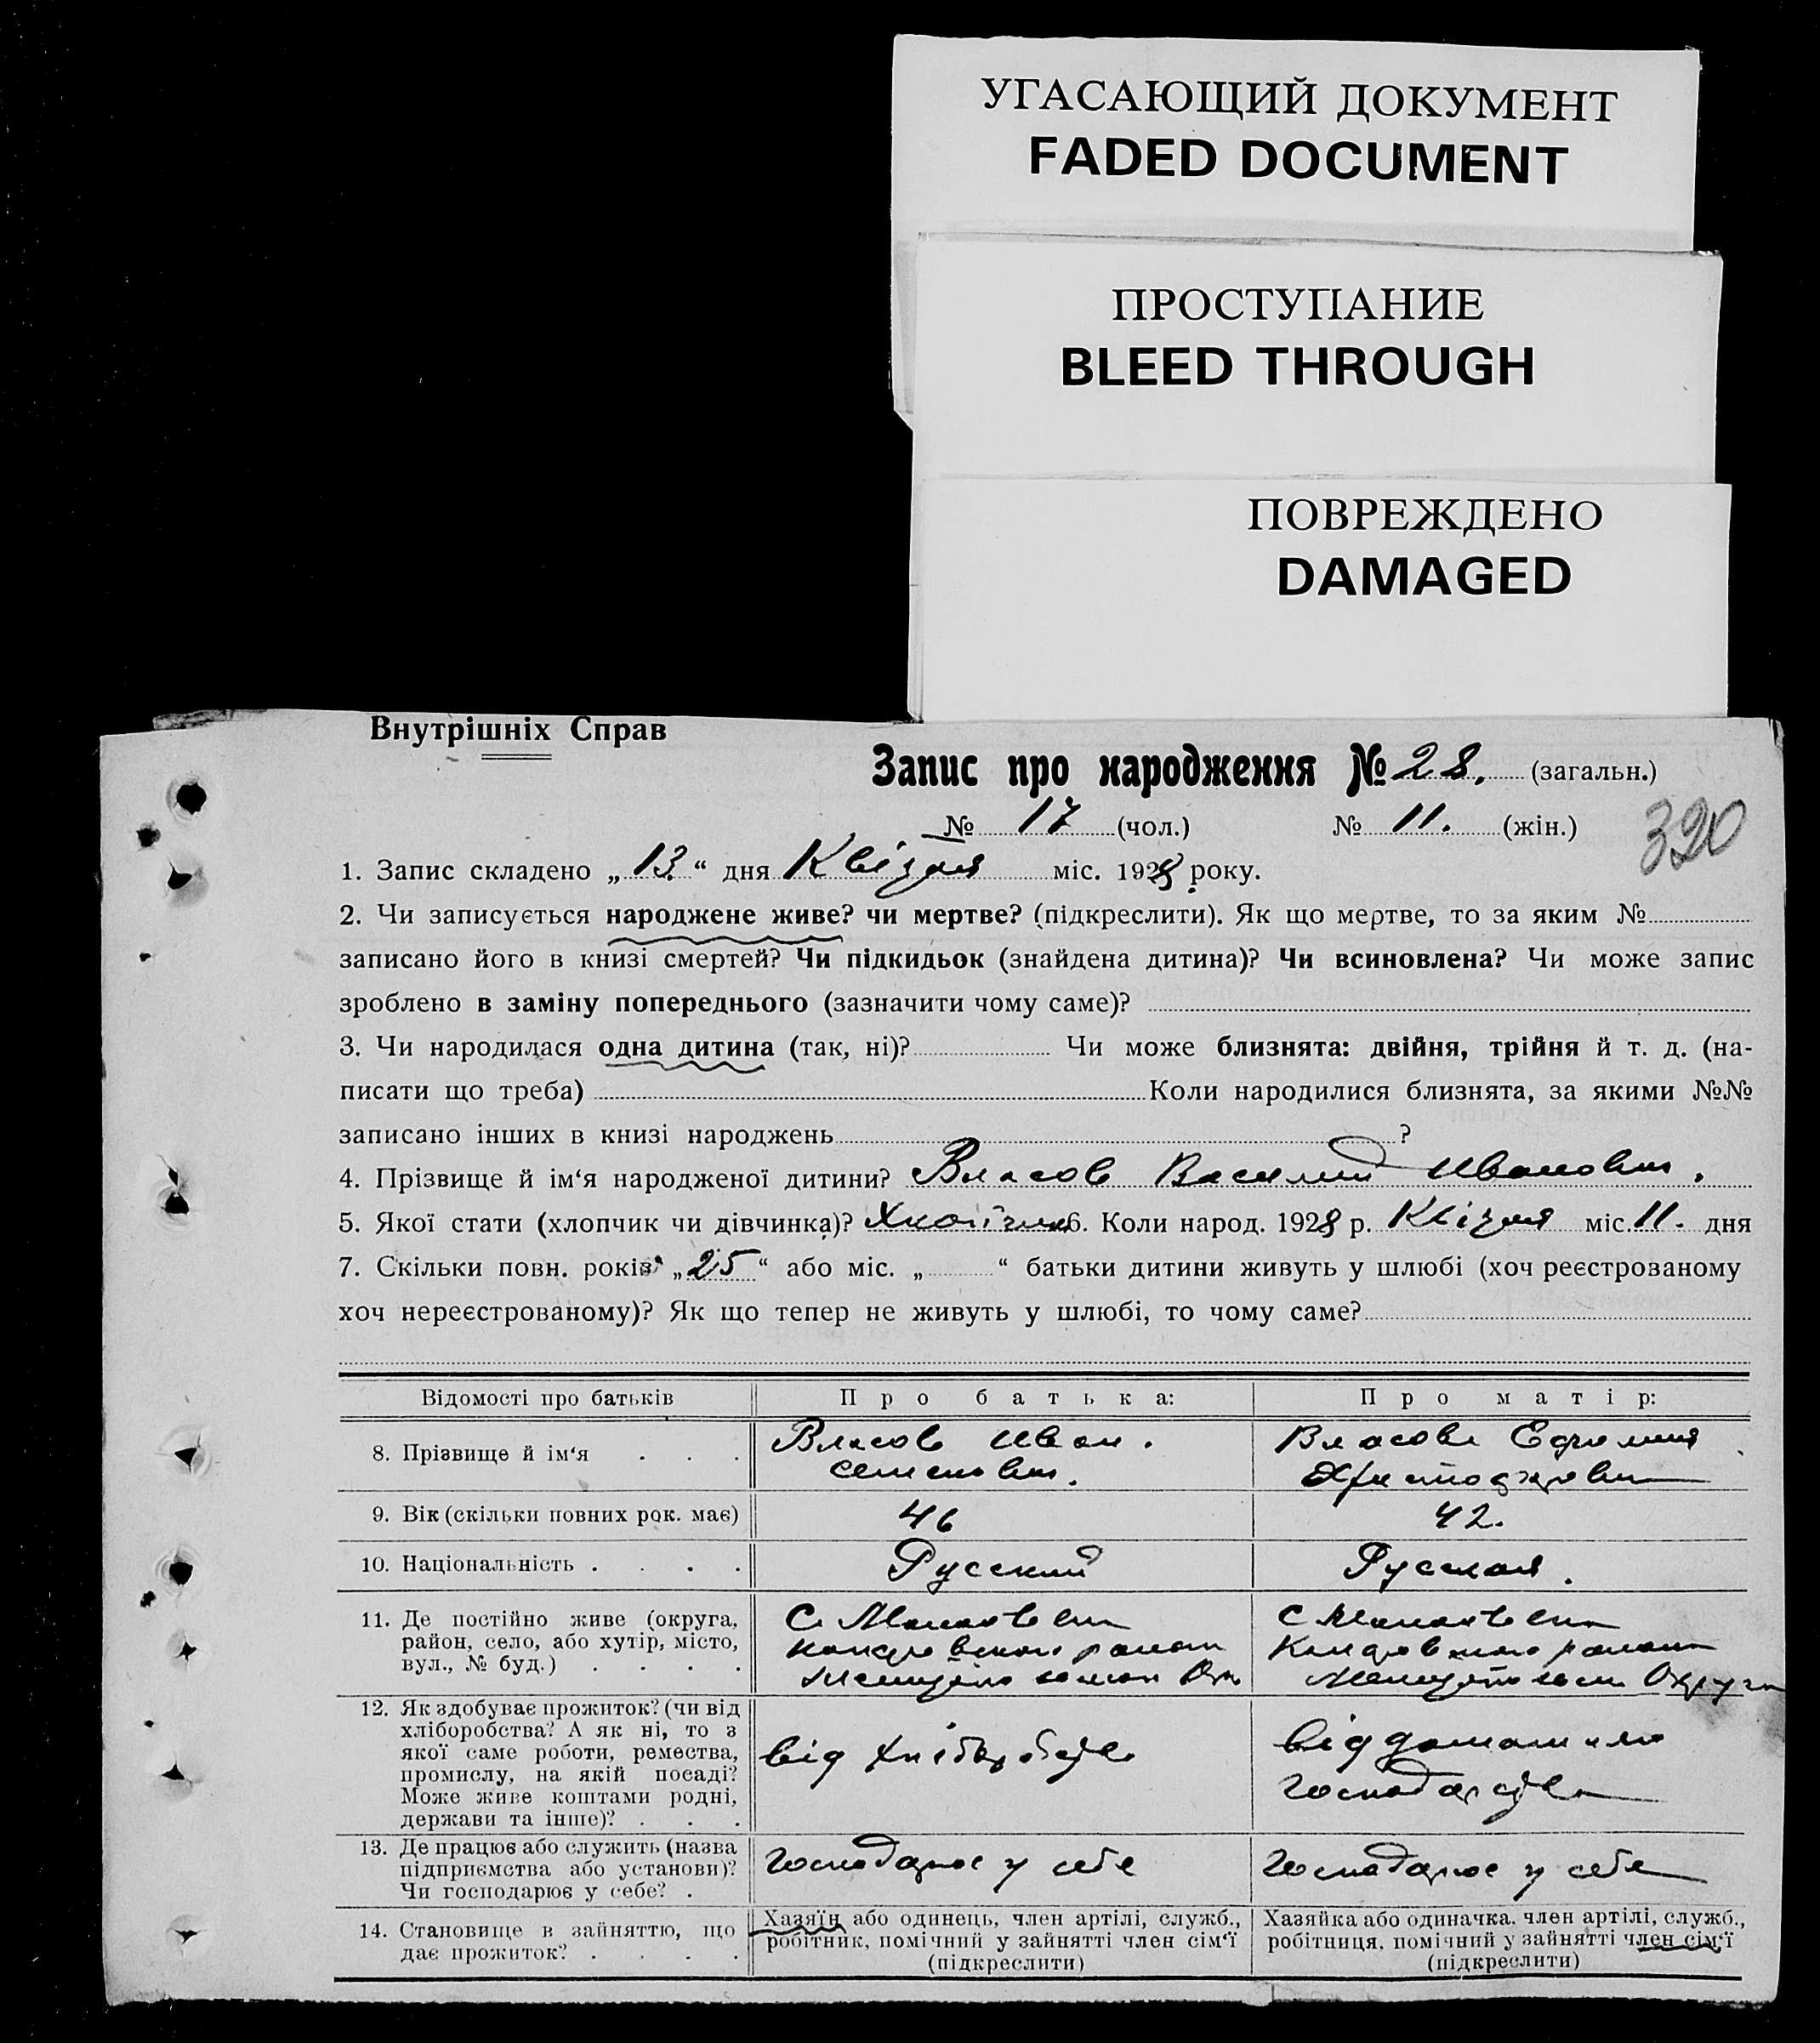 УГАСАЮЩИЙ ДОКУМЕНТ
FADED DOCUMENT
ПРОСТУПАНИЕ
BLEED THROUGH
ПОВРЕЖДЕНО
DAMAGED
Внутрішніх Справ
Запис про народження № 28. (загальн.)
№ 17 (чол.) № 11. (жін.)
320
1. Запис складено „13.“ дня Квітня міс. 1928 року.
2. Чи записується народжене живе? чи мертве? (підкреслити). Як що мертве, то за яким №
записано його в книзі смертей? Чи підкидьок (знайдена дитина)? Чи всиновлена? Чи може запис
зроблено в заміну попереднього (зазначити чому саме)?
3. Чи народилася одна дитина (так, ні)? Чи може близнята: двійня, трійня й т. д. (на-
писати що треба) Коли народилися близнята, за якими №№
записано інших в книзі народжень ?
4. Прізвище й ім‘я народженої дитини? Власов Василий Иванович.
5. Якої стати (хлопчик чи дівчинка)? Хлопчик 6. Коли народ. 1928 р. Квітня міс. 11. дня
7. Скільки повн. років „25“ або міс. „ “ батьки дитини живуть у шлюбі (хоч реєстрованому
хоч нереєстрованому)? Як що тепер не живуть у шлюбі, то чому саме?
Відомості про батьків Про батька: Про матір:
8. Прізвище й ім‘я . . . Власов Иван. Власова
Семенович.
9. Вік (скільки повних рок. має) 46 42.
10. Національність . . . . Русский Русская.
11. Де постійно живе (округа, район, село, або хутір, місто, вул., № буд.) . . . .
С.
району
С
району
Округи
12. Як здобуває прожиток? (чи від хліборобства? А як ні, то з якої саме роботи, ремества, промислу, на якій посаді? Може живе коштами родні, держави та інше)? . . .
від хліборобства
від домашнього
господарства
13. Де працює або служить (назва підприємства або установи)? Чи господарює у себе? .
Господарює у себе
Господарює у себе
14. Становище в зайняттю, що дає прожиток? . . . .
Хазяїн або одинець, член артілі, служб.,
робітник, помічний у зайнятті член сім‘ї
(підкреслити)
Хазяйка або одиначка, член артілі, служб.,
робітниця, помічний у зайнятті член сім‘ї
(підкреслити)